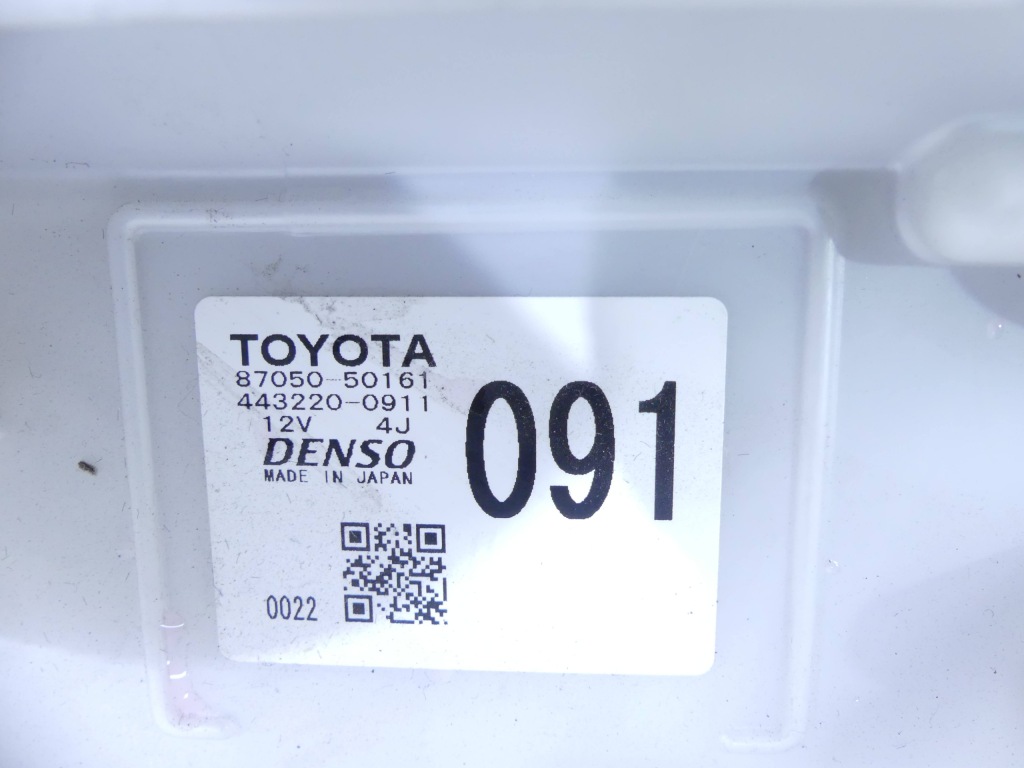 TOYOTA
87050-50161
443220-0911
12V 4J
DENSO
MADE IN JAPAN
091
0022